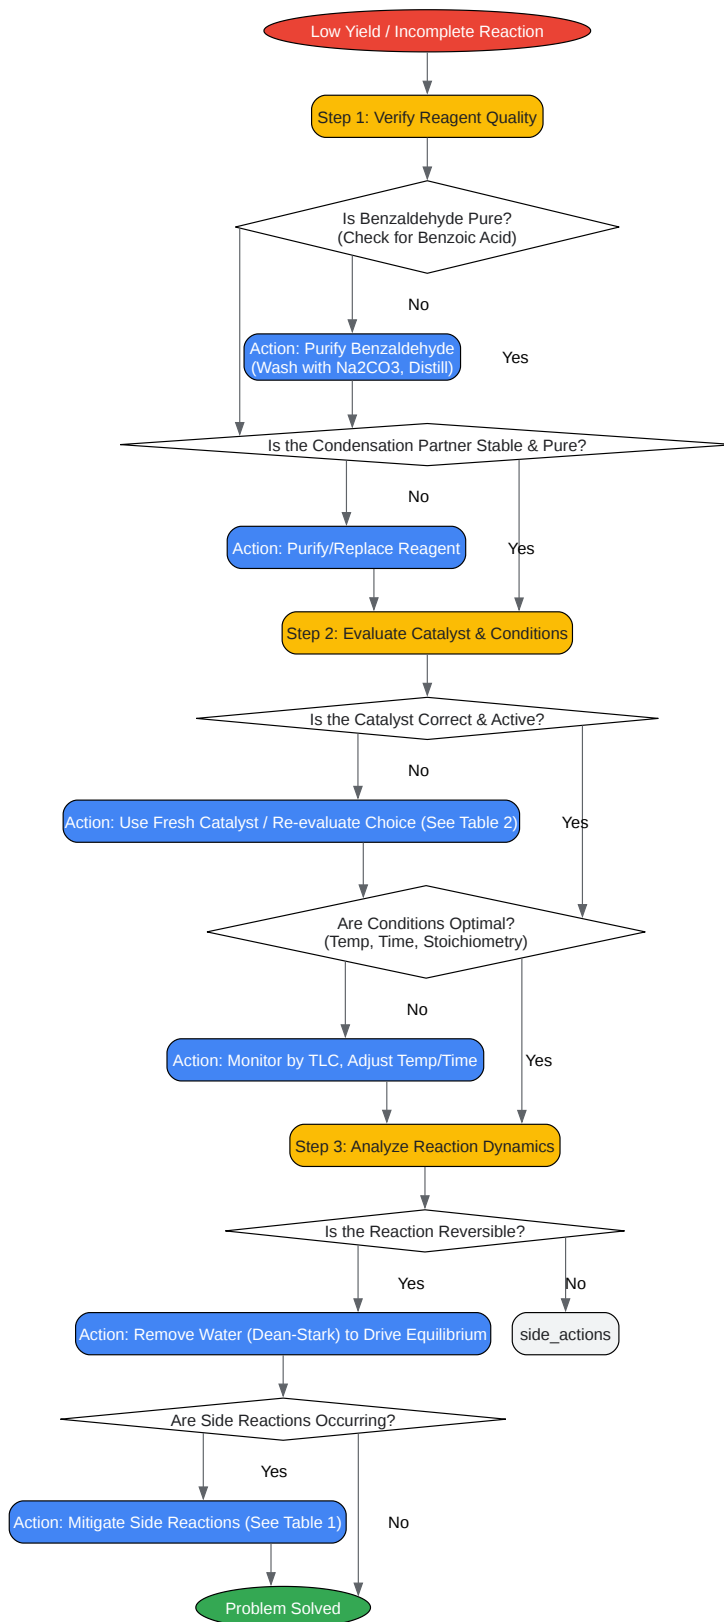 Low Yield / Incomplete Reaction
Step 1: Verify Reagent Quality
Is Benzaldehyde Pure?
(Check for Benzoic Acid)
No
Action: Purify Benzaldehyde
(Wash with Na2CO3, Distill)
Yes
Is the Condensation Partner Stable & Pure?
No
Action: Purify/Replace Reagent
Yes
Step 2: Evaluate Catalyst & Conditions
Is the Catalyst Correct & Active?
No
Action: Use Fresh Catalyst / Re-evaluate Choice (See Table 2)
Yes
Are Conditions Optimal?
(Temp, Time, Stoichiometry)
No
Action: Monitor by TLC, Adjust Temp/Time
Yes
Step 3: Analyze Reaction Dynamics
Is the Reaction Reversible?
Yes
No
Action: Remove Water (Dean-Stark) to Drive Equilibrium
side_actions
Are Side Reactions Occurring?
Yes
Action: Mitigate Side Reactions (See Table 1)
No
Problem Solved